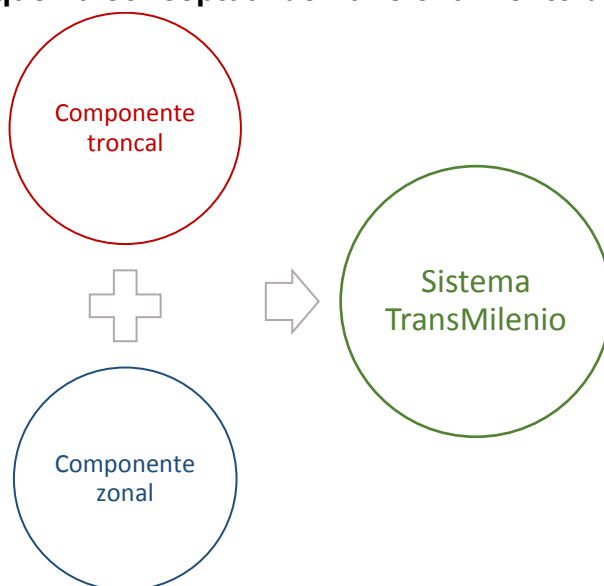 Componente
troncal
Sistema
TransMilenio
Componente
zonal